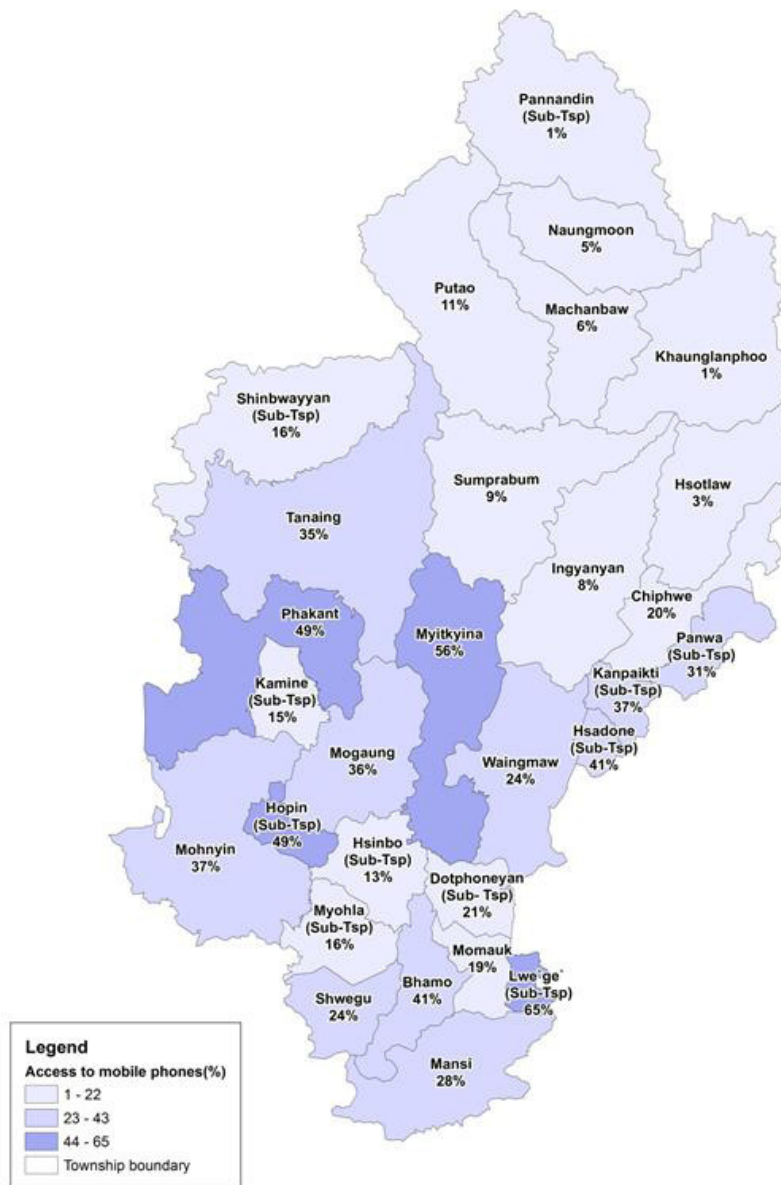 Pannandin
(Sub-Tsp)
1%
Naungmoon
5%
Putao
11%
Machanbaw
6%
Khaunglanphoo
1%
Shinbwayyan
(Sub-Tsp)
16%
Sumprabum
9%
Hsotlaw
3%
Tanaing
35%
Ingyanyan
8%
Chiphwe
20%
Phakant
49%
Myitkyina
56%
Panwa
(Sub-Tsp)
31%
Kanpaikti
(Sub-Tsp)
37%
Kamine
(Sub-Tsp)
15%
Hsadone
(Sub-Tsp)
41%
Mogaung
36%
Waingmaw
24%
Hopin
(Sub-Tsp)
49%
Mohnyin
37%
Hsinbo
(Sub-Tsp)
13%
Dotphoneyan
(Sub- Tsp)
21%
Myohla
(Sub-Tsp)
16%
Momauk
19%
Lwe`ge`
(Sub-Tsp)
65%
Bhamo
41%
Shwegu
24%
Mansi
28%
Legend
Access to mobile phones(%)
1 - 22
23 - 43
44 - 65
Township boundary